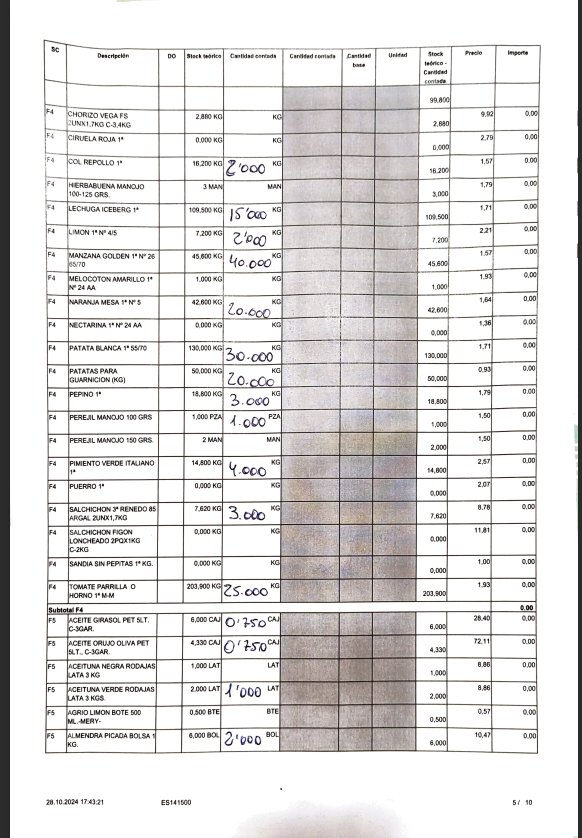 SC Descripción DO Stock teórico Cantidad contada Cantidad contada Cantidad base Unidad Stock teórico - Cantidad contada Precio Importe
99,800
F4 CHORIZO VEGA FS 2UNX1,7KG C-3,4KG 2,880 KG KG 2,880 9,92 0,00
F4 CIRUELA ROJA 1ª 0,000 KG KG 0,000 2,79 0,00
F4 COL REPOLLO 1ª 16,200 KG 2'000 KG 16,200 1,57 0,00
F4 HIERBABUENA MANOJO 100-125 GRS. 3 MAN MAN 3,000 1,79 0,00
F4 LECHUGA ICEBERG 1ª 109,500 KG 15'000 KG 109,500 1,71 0,00
F4 LIMON 1ª Nº 4/5 7,200 KG 2'000 KG 7,200 2,21 0,00
F4 MANZANA GOLDEN 1ª Nº 26 65/70 45,600 KG 40.000 KG 45,600 1,57 0,00
F4 MELOCOTON AMARILLO 1ª Nº 24 AA 1,000 KG KG 1,000 1,93 0,00
F4 NARANJA MESA 1ª Nº 5 42,600 KG 20.000 KG 42,600 1,64 0,00
F4 NECTARINA 1ª Nº 24 AA 0,000 KG KG 0,000 1,36 0,00
F4 PATATA BLANCA 1ª 55/70 130,000 KG 30.000 KG 130,000 1,71 0,00
F4 PATATAS PARA GUARNICION (KG) 50,000 KG 20.000 KG 50,000 0,93 0,00
F4 PEPINO 1ª 18,800 KG 3.000 KG 18,800 1,79 0,00
F4 PEREJIL MANOJO 100 GRS 1,000 PZA 1.000 PZA 1,000 1,50 0,00
F4 PEREJIL MANOJO 150 GRS. 2 MAN MAN 2,000 1,50 0,00
F4 PIMIENTO VERDE ITALIANO 1ª 14,800 KG 4.000 KG 14,800 2,57 0,00
F4 PUERRO 1ª 0,000 KG KG 0,000 2,07 0,00
F4 SALCHICHON 3ª RENEDO 85 ARGAL 2UNX1,7KG 7,620 KG 3.000 KG 7,620 8,78 0,00
F4 SALCHICHON FIGON LONCHEADO 2PQX1KG C-2KG 0,000 KG KG 0,000 11,81 0,00
F4 SANDIA SIN PEPITAS 1ª KG. 0,000 KG KG 0,000 1,00 0,00
F4 TOMATE PARRILLA O HORNO 1ª M-M 203,900 KG 25.000 KG 203,900 1,93 0,00
Subtotal F4 0,00
F5 ACEITE GIRASOL PET 5LT. C-3GAR. 6,000 CAJ 0'750 CAJ 6,000 28,40 0,00
F5 ACEITE ORUJO OLIVA PET 5LT., C-3GAR. 4,330 CAJ 0'750 CAJ 4,330 72,11 0,00
F5 ACEITUNA NEGRA RODAJAS LATA 3 KG 1,000 LAT LAT 1,000 8,86 0,00
F5 ACEITUNA VERDE RODAJAS LATA 3 KGS. 2,000 LAT 1'000 LAT 2,000 8,86 0,00
F5 AGRIO LIMON BOTE 500 ML.-MERY- 0,500 BTE BTE 0,500 0,57 0,00
F5 ALMENDRA PICADA BOLSA 1 KG. 6,000 BOL 2'000 BOL 6,000 10,47 0,00
28.10.2024 17:43:21 ES141500 5 / 10